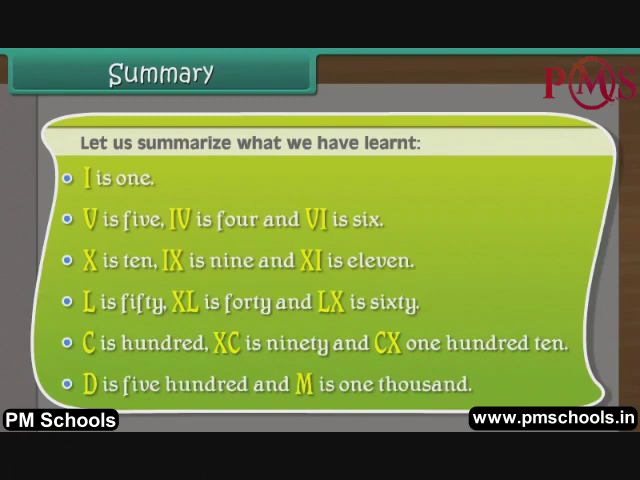 Summary
PMS
Let us summarize what we have learnt:
I is one.
V is five, IV is four and VI is six.
X is ten, IX is nine and XI is eleven.
L is fifty, XL is forty and LX is sixty.
C is hundred, XC is ninety and CX one hundred ten.
D is five hundred and M is one thousand.
PM Schools
www.pmschools.in